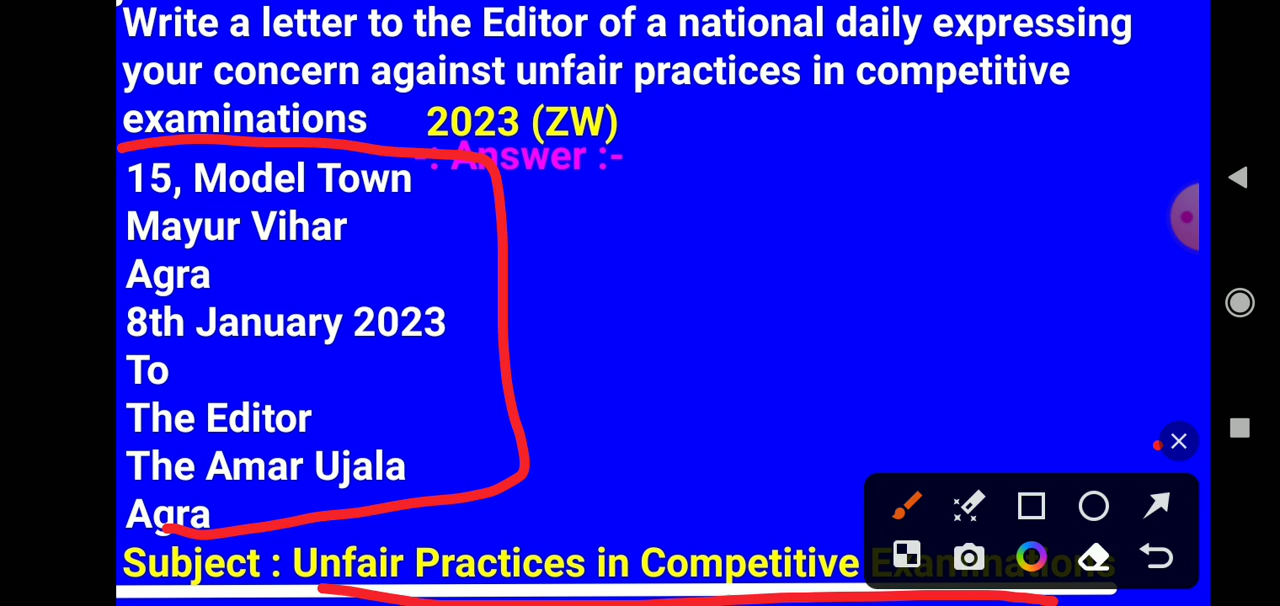 Write a letter to the Editor of a national daily expressing
your concern against unfair practices in competitive
examinations 2023 (ZW)
-: Answer :-
15, Model Town
Mayur Vihar
Agra
8th January 2023
To
The Editor
The Amar Ujala
Agra
Subject : Unfair Practices in Competitive Examinations